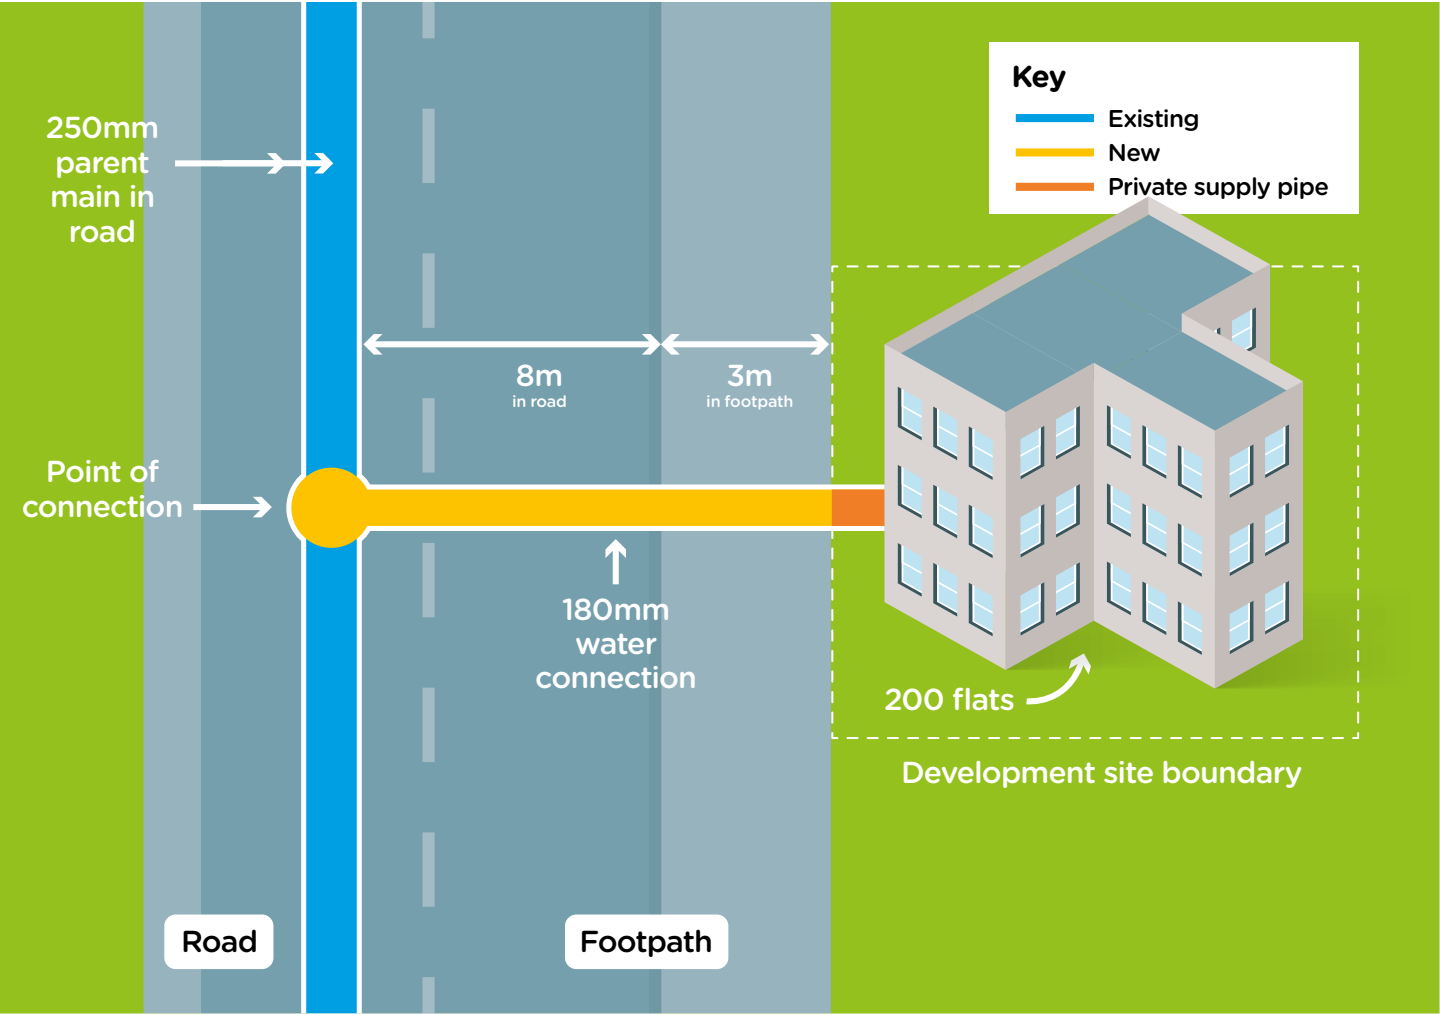 Key
Existing
New
Private supply pipe
250mm
parent
main in
road
8m
in road
3m
in footpath
Point of
connection
180mm
water
connection
200 flats
Development site boundary
Road
Footpath